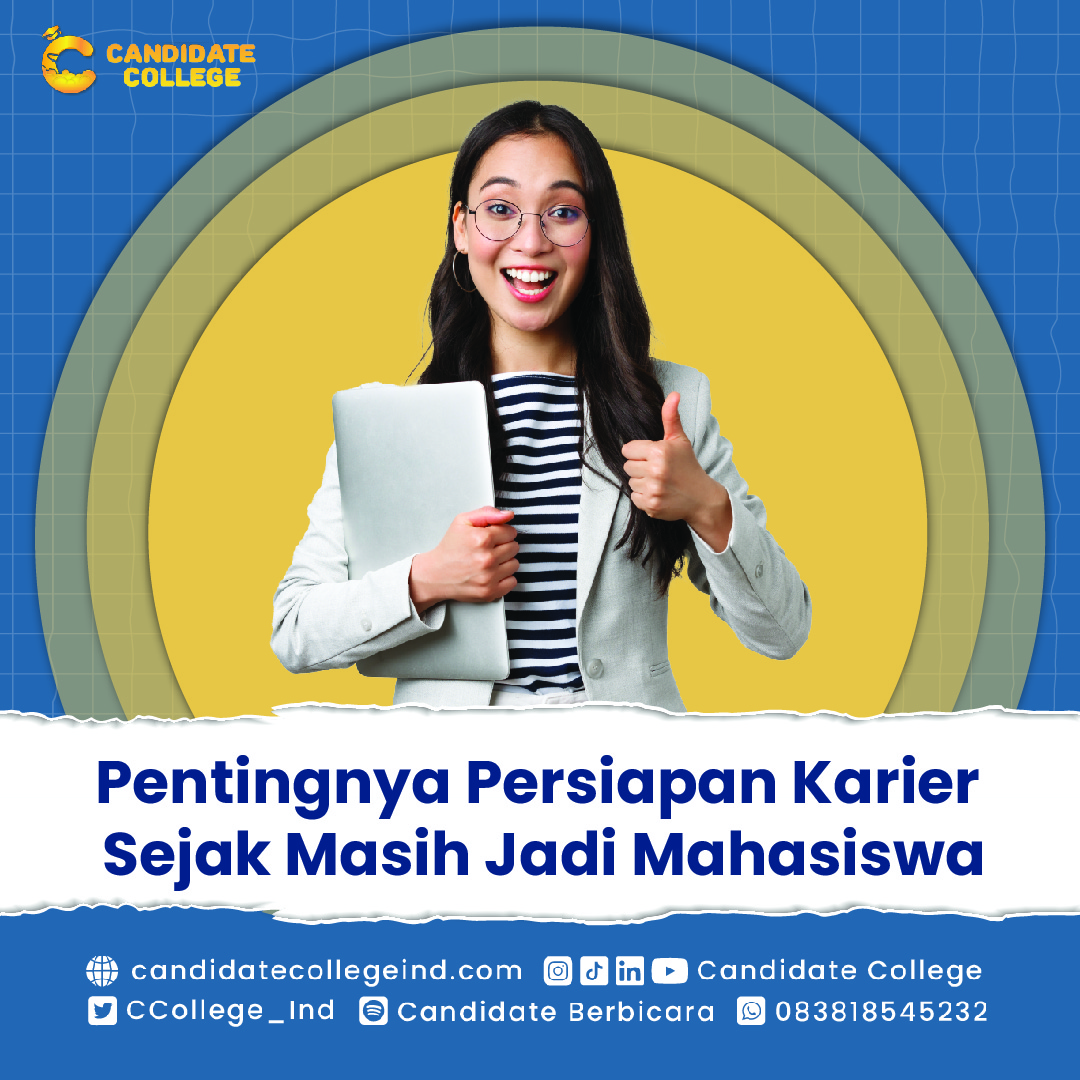 CANDIDATE
COLLEGE
Pentingnya Persiapan Karier
Sejak Masih Jadi Mahasiswa
candidatecollegeind.com Candidate College
CCollege_Ind Candidate Berbicara 083818545232